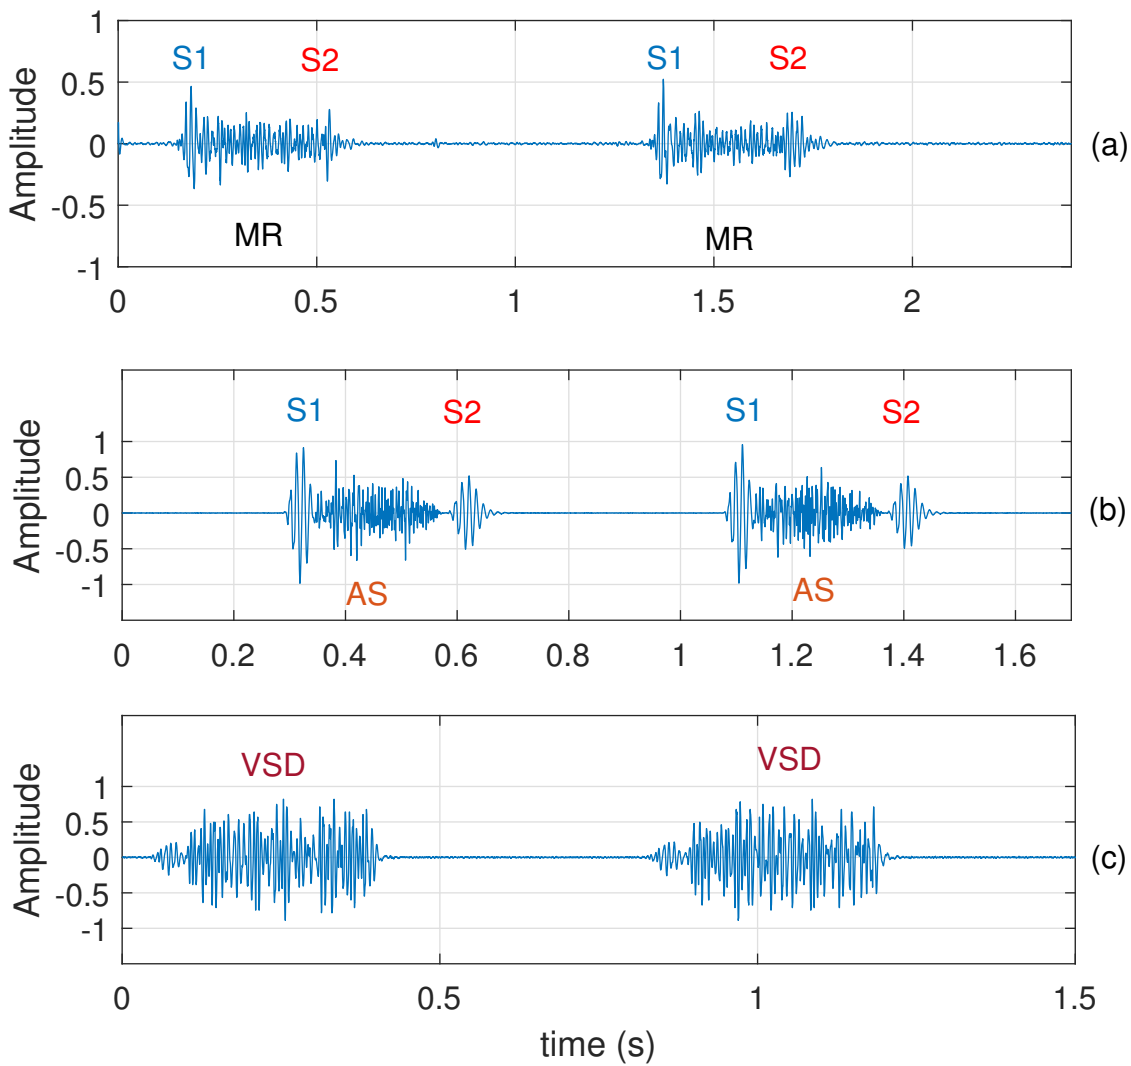 1
0.5
0
-0.5
-1
Amplitude
S1
S2
S1
S2
MR
MR
(a)
0 0.5 1 1.5 2
1
0.5
0
-0.5
-1
Amplitude
S1
S2
S1
S2
AS
AS
(b)
0 0.2 0.4 0.6 0.8 1 1.2 1.4 1.6
1
0.5
0
-0.5
-1
Amplitude
VSD
VSD
(c)
0 0.5 1 1.5
time (s)